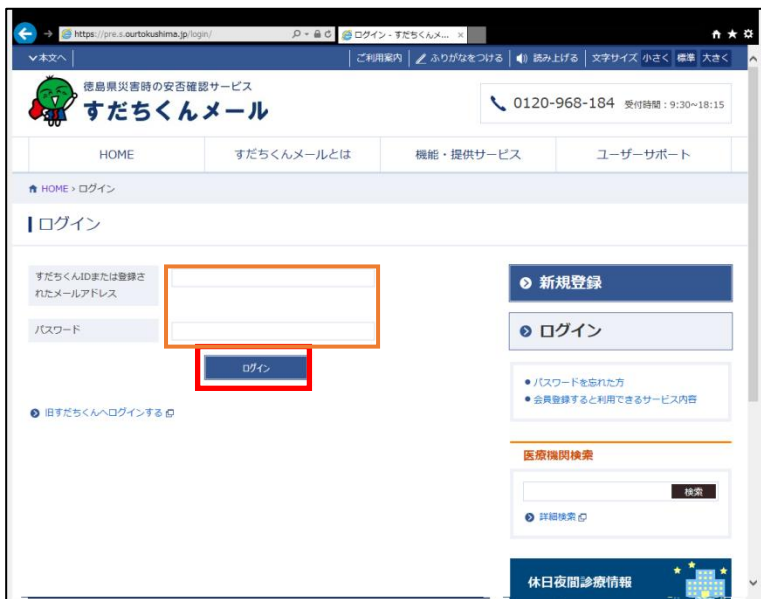 https://pre.s.ourtokushima.jp/login/
ログイン - すだちくんメ...
本文へ
ご利用案内 ふりがなをつける 読み上げる 文字サイズ 小さく 標準 大きく
徳島県災害時の安否確認サービス
すだちくんメール
0120-968-184 受付時間：9:30~18:15
HOME すだちくんメールとは 機能・提供サービス ユーザーサポート
HOME › ログイン
ログイン
すだちくんIDまたは登録さ
れたメールアドレス
パスワード
ログイン
旧すだちくんへログインする
新規登録
ログイン
パスワードを忘れた方
会員登録すると利用できるサービス内容
医療機関検索
検索
詳細検索
休日夜間診療情報